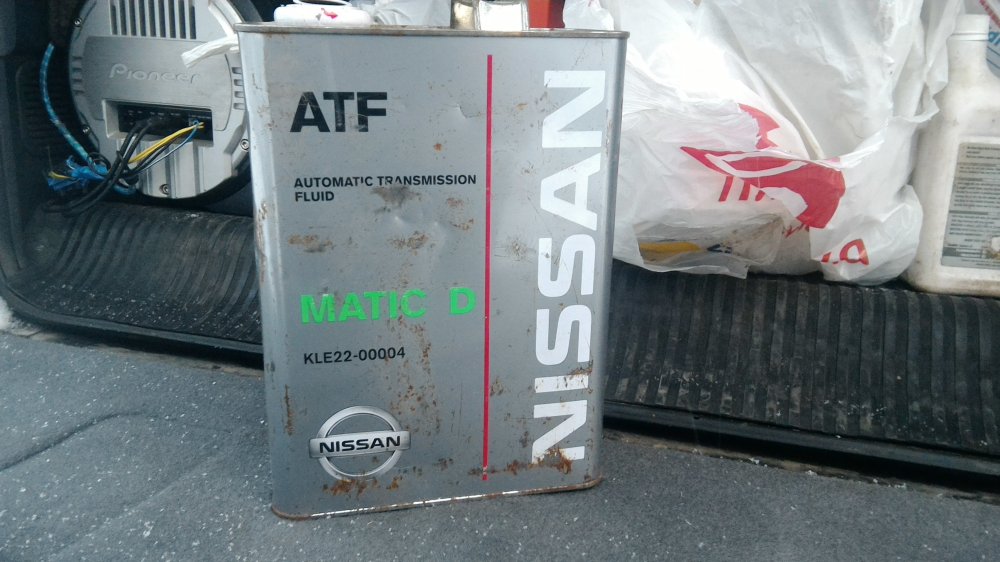 Pioneer
ATF
AUTOMATIC TRANSMISSION
FLUID
MATIC D
KLE22-00004
NISSAN
NISSAN